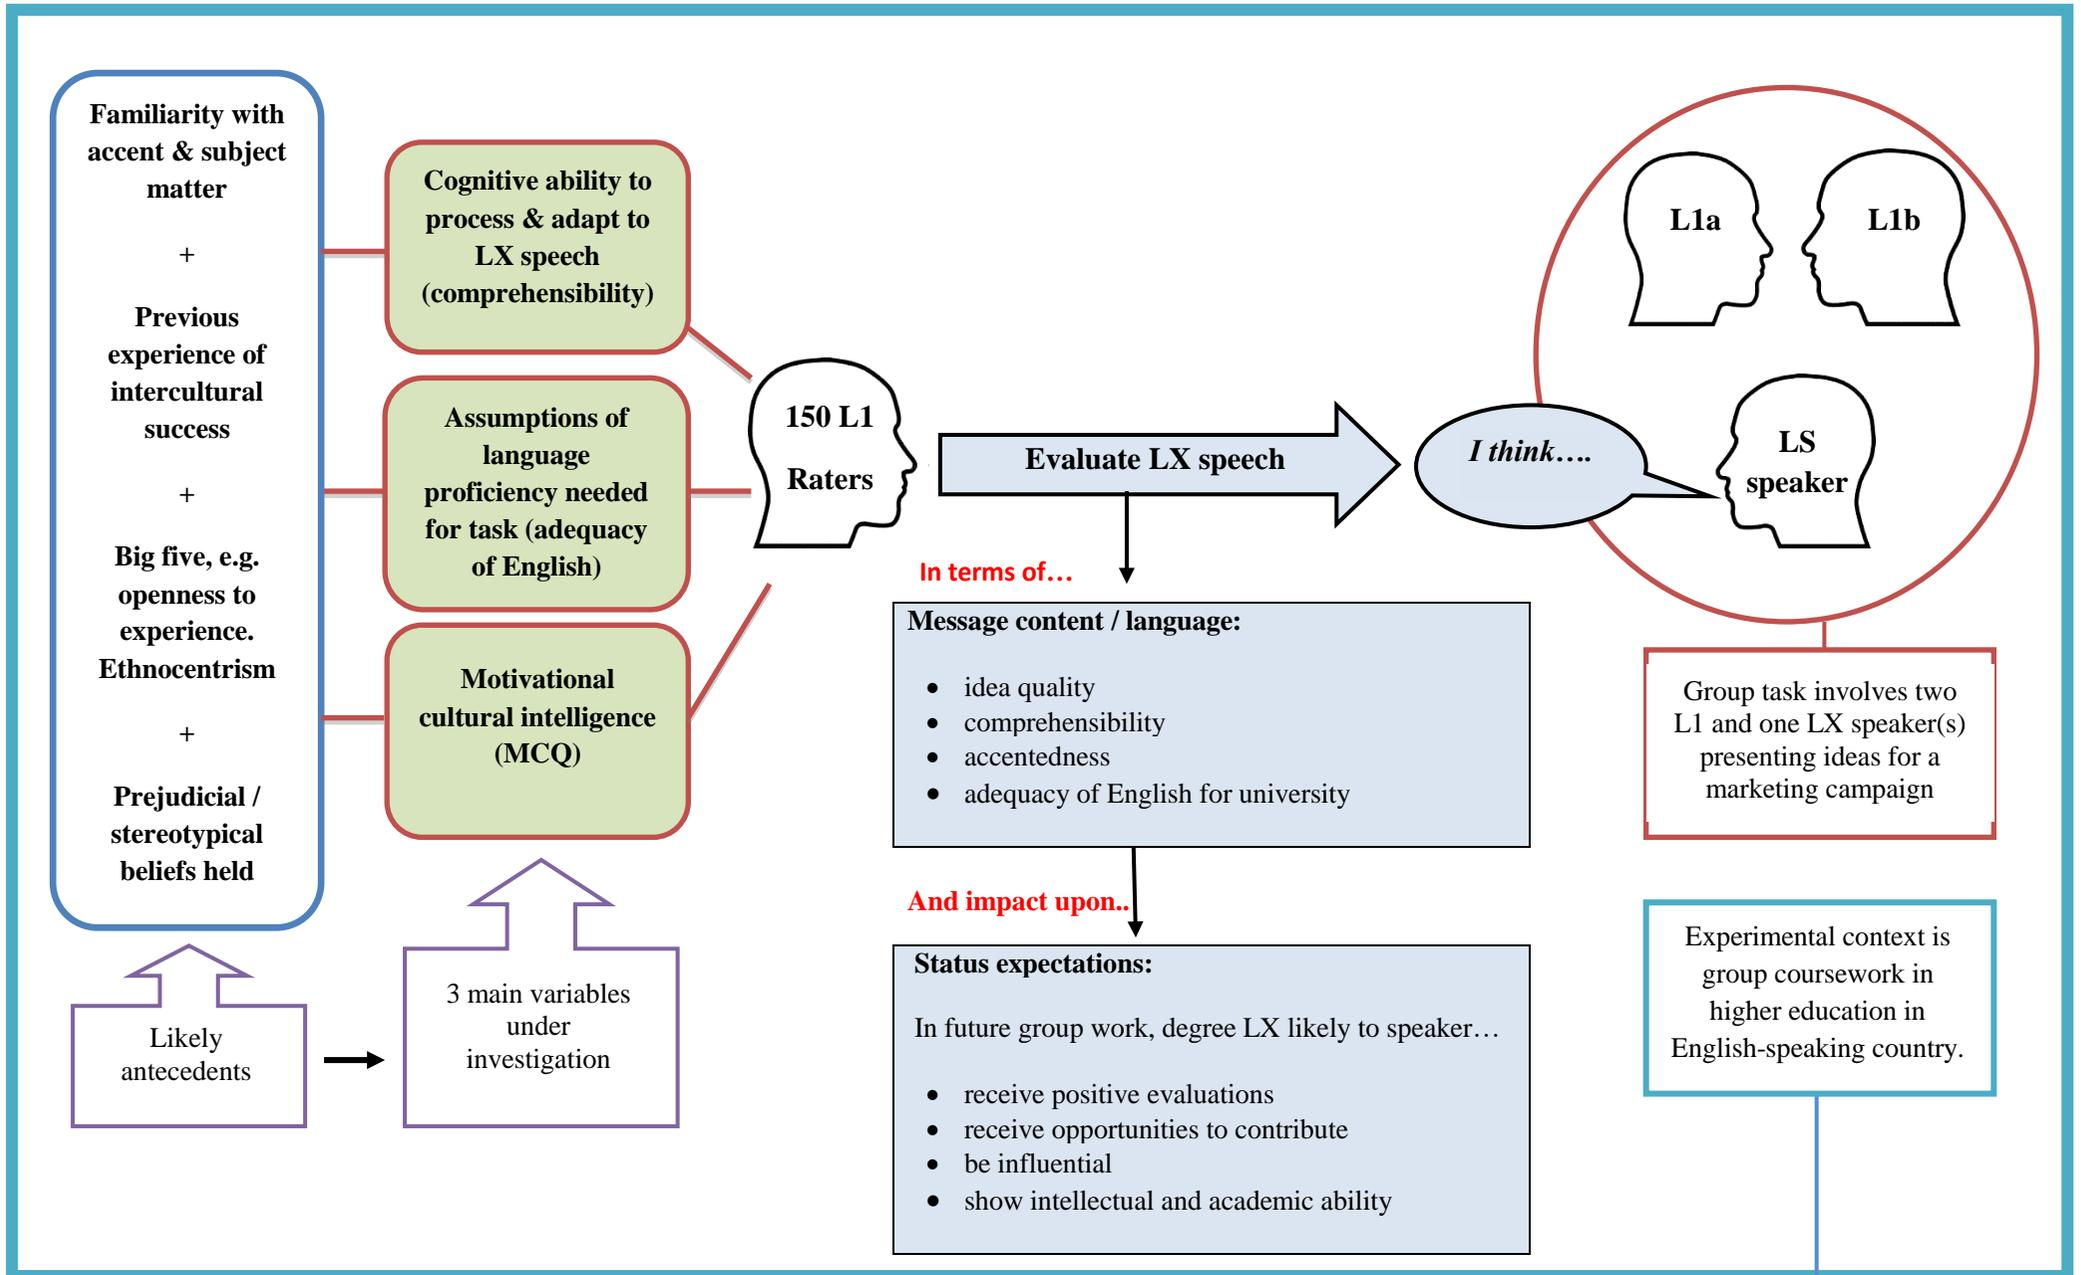 Familiarity with
accent & subject
matter
+
Previous
experience of
intercultural
success
+
Big five, e.g.
openness to
experience.
Ethnocentrism
+
Prejudicial /
stereotypical
beliefs held
Likely
antecedents
Cognitive ability to
process & adapt to
LX speech
(comprehensibility)
Assumptions of
language
proficiency needed
for task (adequacy
of English)
Motivational
cultural intelligence
(MCQ)
3 main variables
under
investigation
150 L1
Raters
Evaluate LX speech
In terms of…
Message content / language:
• idea quality
• comprehensibility
• accentedness
• adequacy of English for university
And impact upon..
Status expectations:
In future group work, degree LX likely to speaker…
• receive positive evaluations
• receive opportunities to contribute
• be influential
• show intellectual and academic ability
L1a
L1b
I think….
LS
speaker
Group task involves two
L1 and one LX speaker(s)
presenting ideas for a
marketing campaign
Experimental context is
group coursework in
higher education in
English-speaking country.